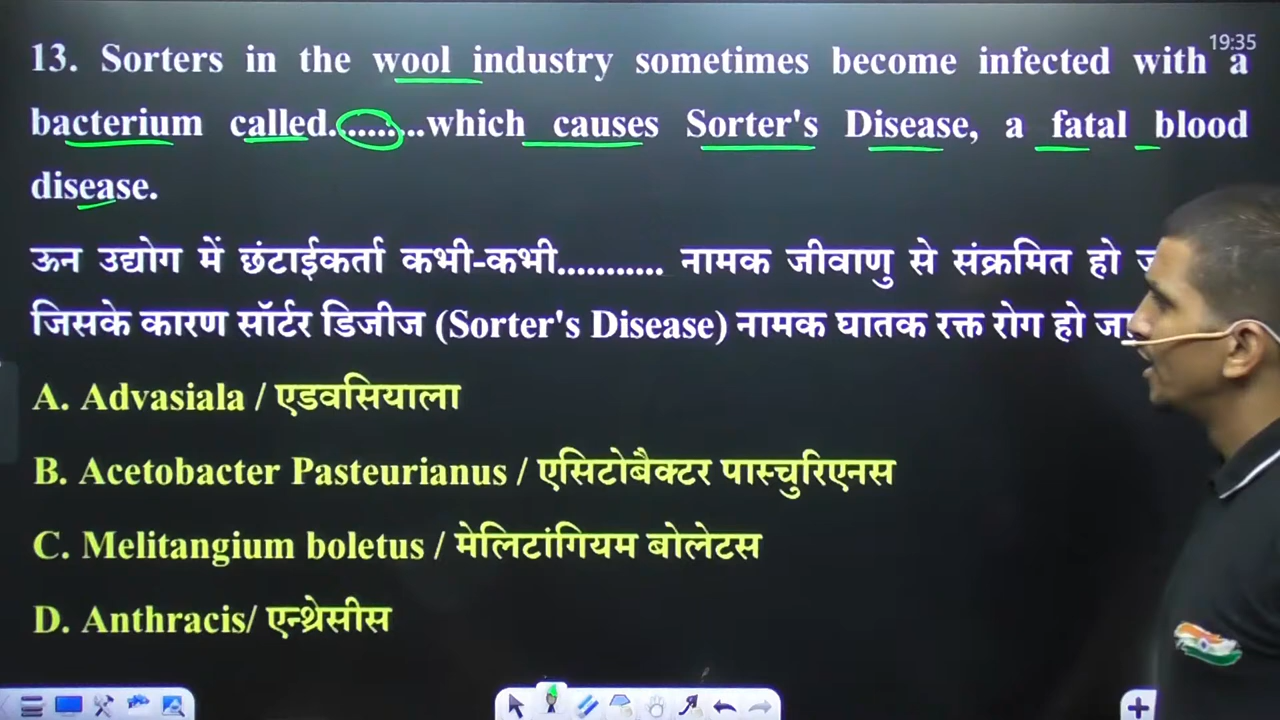 19:35
13. Sorters in the wool industry sometimes become infected with a
bacterium called...........which causes Sorter's Disease, a fatal blood
disease.
ऊन उद्योग में छंटाईकर्ता कभी-कभी........... नामक जीवाणु से संक्रमित हो
जिसके कारण सॉर्टर डिजीज (Sorter's Disease) नामक घातक रक्त रोग हो
A. Advasiala / एडवसियाला
B. Acetobacter Pasteurianus / एसिटोबैक्टर पास्चुरिएनस
C. Melitangium boletus / मेलिटांगियम बोलेटस
D. Anthracis/ एन्थ्रेसीस